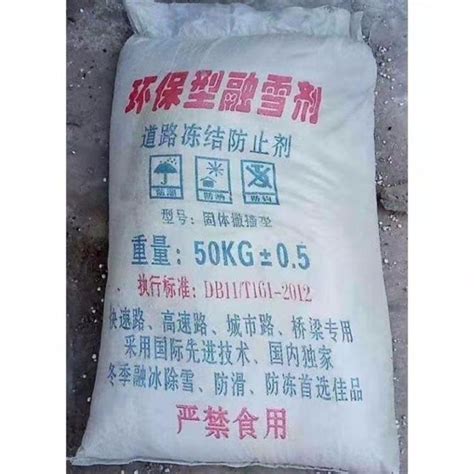 环保型融雪剂
道路冻结防止剂
防潮 防晒 防钩
型号:固体撒播型
重量:50KG±0.5
执行标准:DB11/T161-2012
快速路、高速路、城市路、桥梁专用
采用国际先进技术、国内独家
冬季融冰除雪、防滑、防冻首选佳品
严禁食用